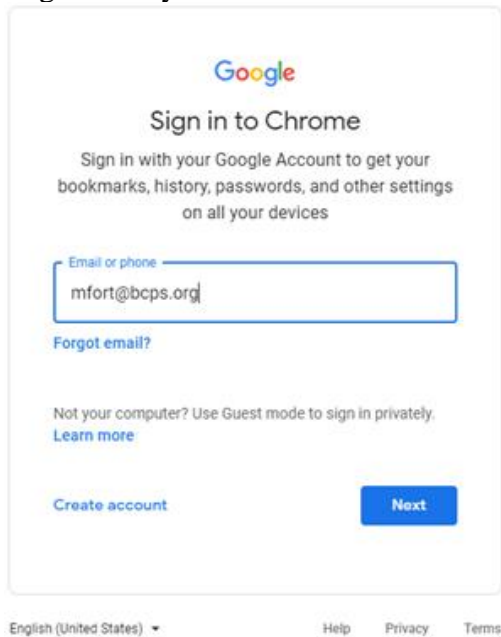 Google
Sign in to Chrome
Sign in with your Google Account to get your
bookmarks, history, passwords, and other settings
on all your devices
Email or phone
mfort@bcps.org
Forgot email?
Not your computer? Use Guest mode to sign in privately.
Learn more
Create account Next
English (United States) Help Privacy Terms